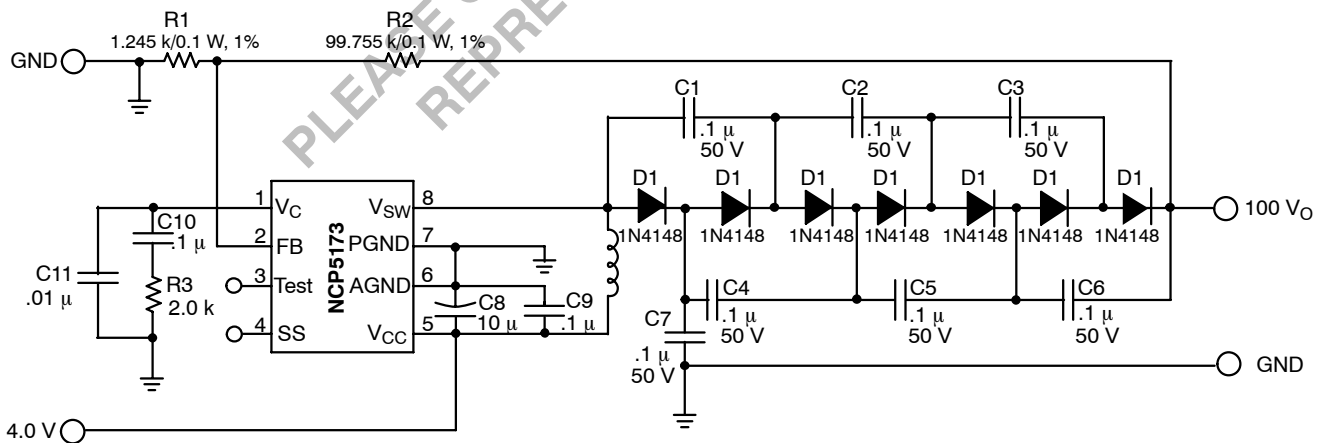 PLEASE
REPRE
R1
1.245 k/0.1 W, 1%
R2
99.755 k/0.1 W, 1%
GND
C1
.1 μ
50 V
C2
.1 μ
50 V
C3
.1 μ
50 V
D1
1N4148
D1
1N4148
D1
1N4148
D1
1N4148
D1
1N4148
D1
1N4148
D1
1N4148
100 VO
1
VC
2
FB
3
Test
4
SS
NCP5173
VSW
8
PGND
7
AGND
6
VCC
5
C10
.1 μ
C11
.01 μ
R3
2.0 k
C8
10 μ
C9
.1 μ
C4
.1 μ
50 V
C5
.1 μ
50 V
C6
.1 μ
50 V
C7
.1 μ
50 V
GND
4.0 V